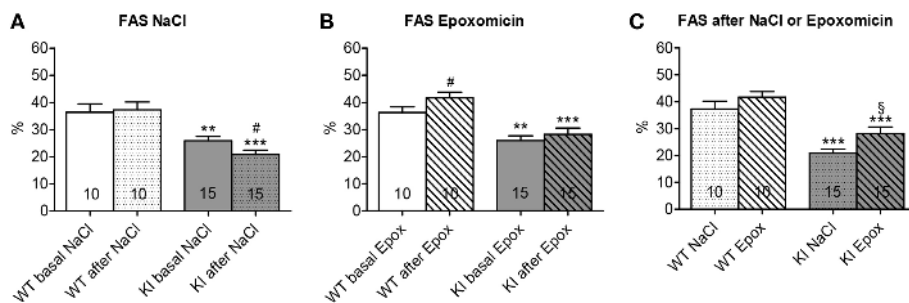 A
FAS NaCl
60
50
40
30
20
10
0
%
**
#
***
10
10
15
15
WT basal NaCl
WT after NaCl
KI basal NaCl
KI after NaCl
B
FAS Epoxomicin
60
50
40
30
20
10
0
%
#
**
***
10
10
15
15
WT basal Epox
WT after Epox
KI basal Epox
KI after Epox
C
FAS after NaCl or Epoxomicin
60
50
40
30
20
10
0
%
***
§
***
10
10
15
15
WT NaCl
WT Epox
KI NaCl
KI Epox